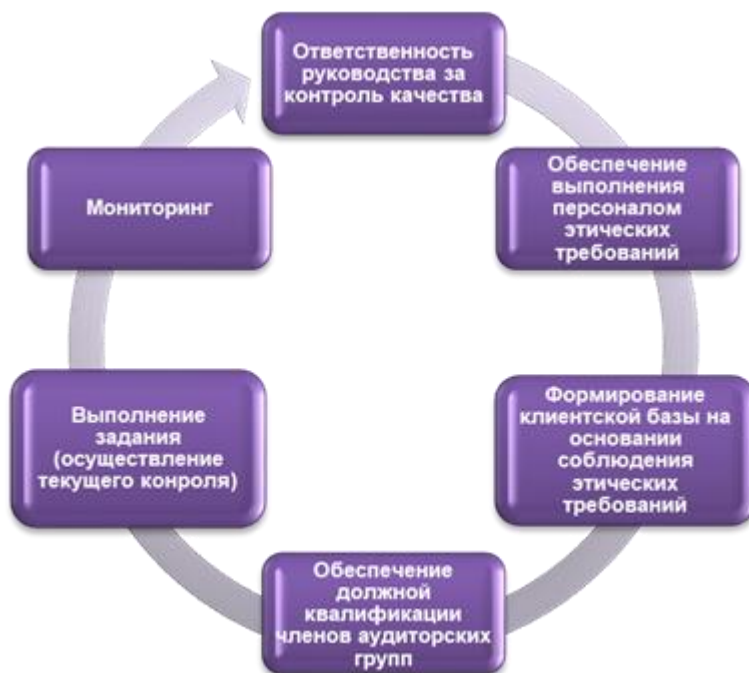 Ответственность
руководства за
контроль качества
Обеспечение
выполнения
персоналом
этических
требований
Формирование
клиентской базы на
основании
соблюдения
этических
требований
Обеспечение
должной
квалификации
членов аудиторских
групп
Выполнение
задания
(осуществление
текущего конроля)
Мониторинг